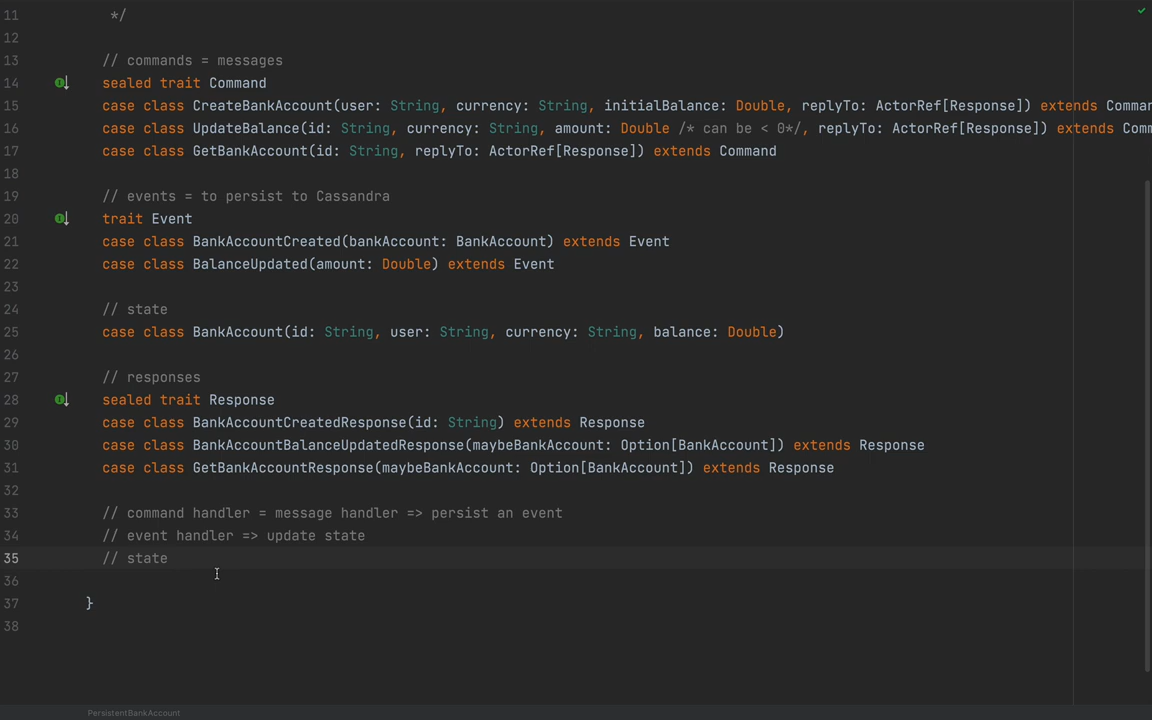 11 */
12
13 // commands = messages
14 sealed trait Command
15 case class CreateBankAccount(user: String, currency: String, initialBalance: Double, replyTo: ActorRef[Response]) extends Comman
16 case class UpdateBalance(id: String, currency: String, amount: Double /* can be < 0*/, replyTo: ActorRef[Response]) extends Comm
17 case class GetBankAccount(id: String, replyTo: ActorRef[Response]) extends Command
18
19 // events = to persist to Cassandra
20 trait Event
21 case class BankAccountCreated(bankAccount: BankAccount) extends Event
22 case class BalanceUpdated(amount: Double) extends Event
23
24 // state
25 case class BankAccount(id: String, user: String, currency: String, balance: Double)
26
27 // responses
28 sealed trait Response
29 case class BankAccountCreatedResponse(id: String) extends Response
30 case class BankAccountBalanceUpdatedResponse(maybeBankAccount: Option[BankAccount]) extends Response
31 case class GetBankAccountResponse(maybeBankAccount: Option[BankAccount]) extends Response
32
33 // command handler = message handler => persist an event
34 // event handler => update state
35 // state
36
37 }
38
PersistentBankAccount